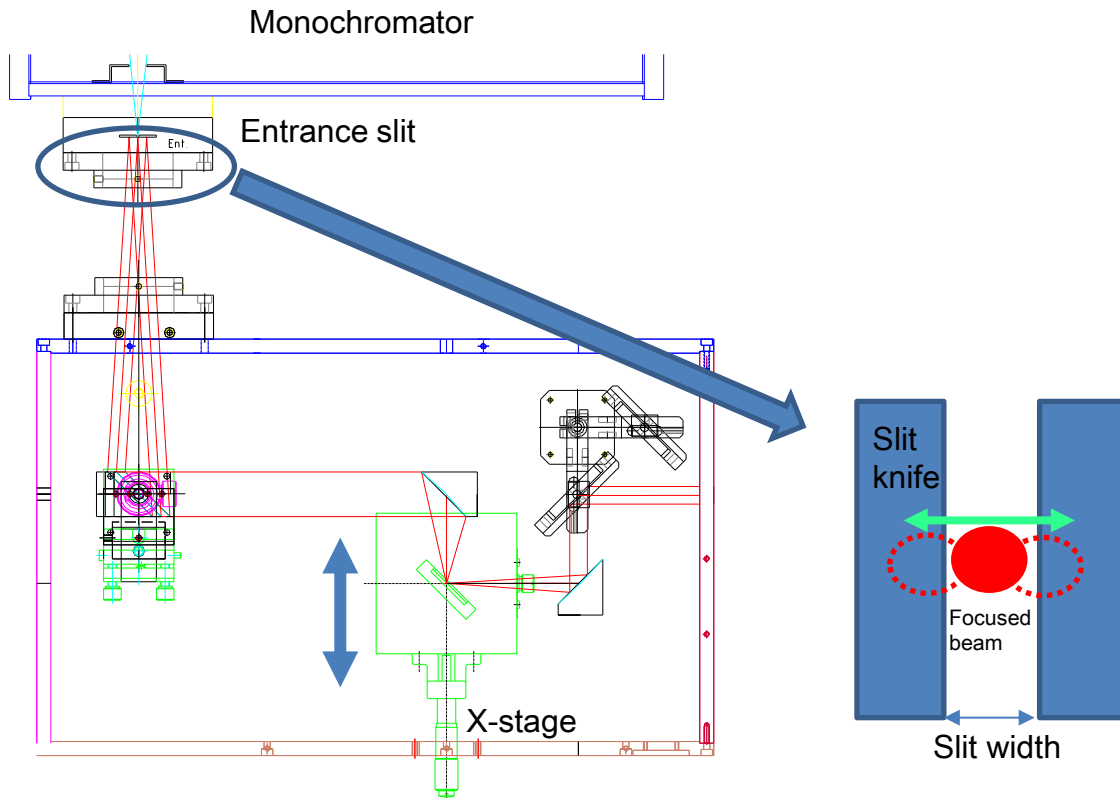 Monochromator
Entrance slit
Ent.
Slit
knife
Focused
beam
X-stage
Slit width